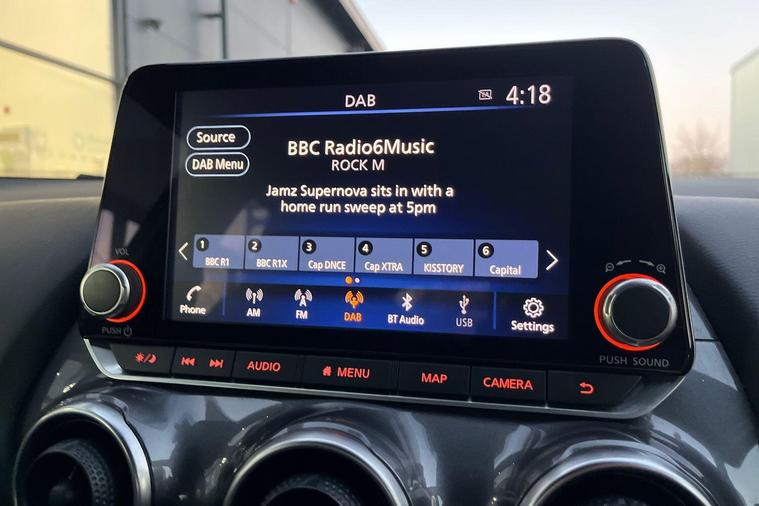 DAB
4:18
Source
BBC Radio6Music
DAB Menu
ROCK M
Jamz Supernova sits in with a
home run sweep at 5pm
1 BBC R1
2 BBC R1X
3 Cap DNCE
4 Cap XTRA
5 KISSTORY
6 Capital
Phone
AM
FM
DAB
BT Audio
USB
Settings
VOL
PUSH
PUSH SOUND
AUDIO
MENU
MAP
CAMERA